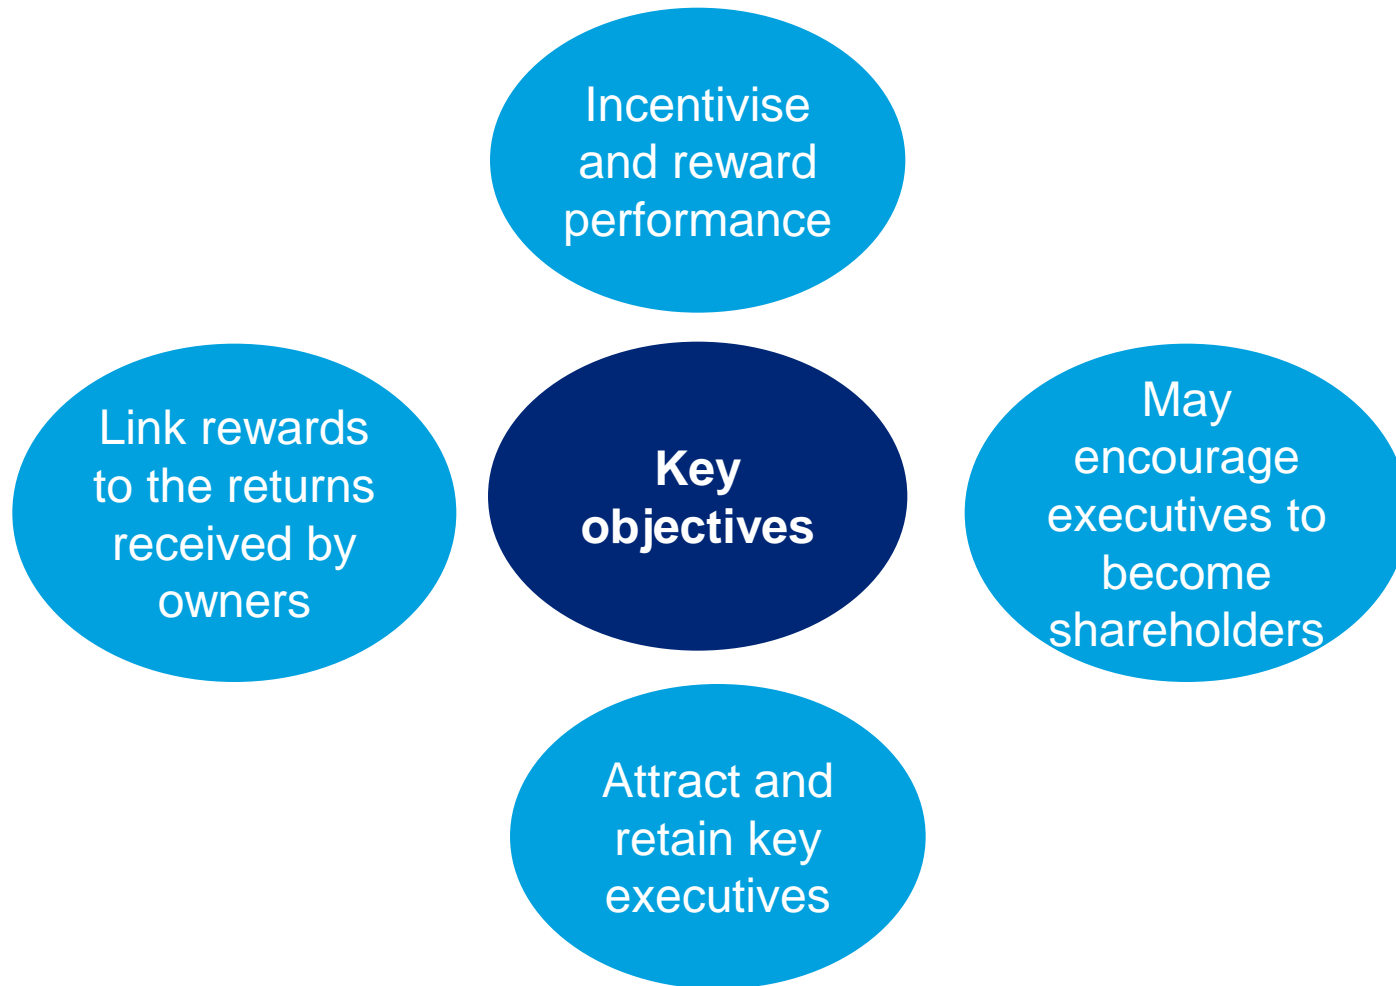 Incentivise
and reward
performance
Link rewards
to the returns
received by
owners
Key
objectives
May
encourage
executives to
become
shareholders
Attract and
retain key
executives